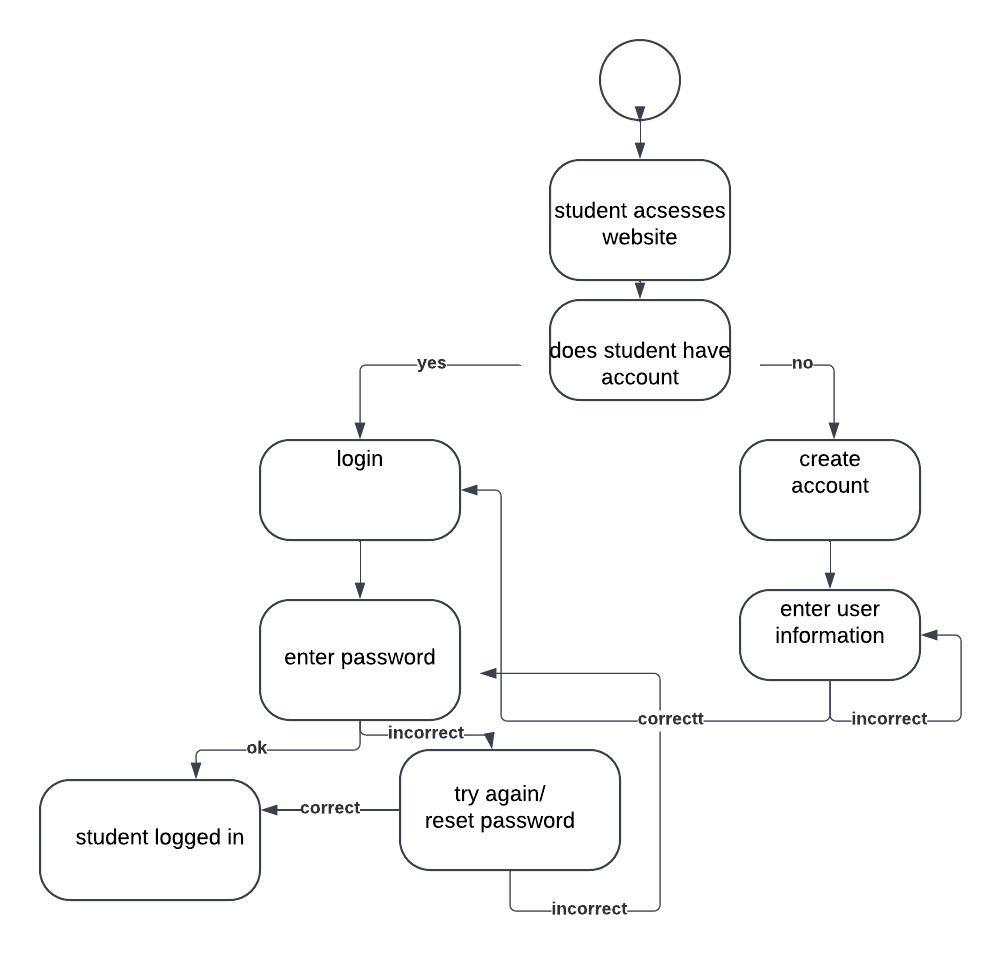 student acsesses
website
does student have
account
yes
no
login
create
account
enter user
information
enter password
correctt
incorrect
incorrect
ok
try again/
reset password
correct
student logged in
incorrect